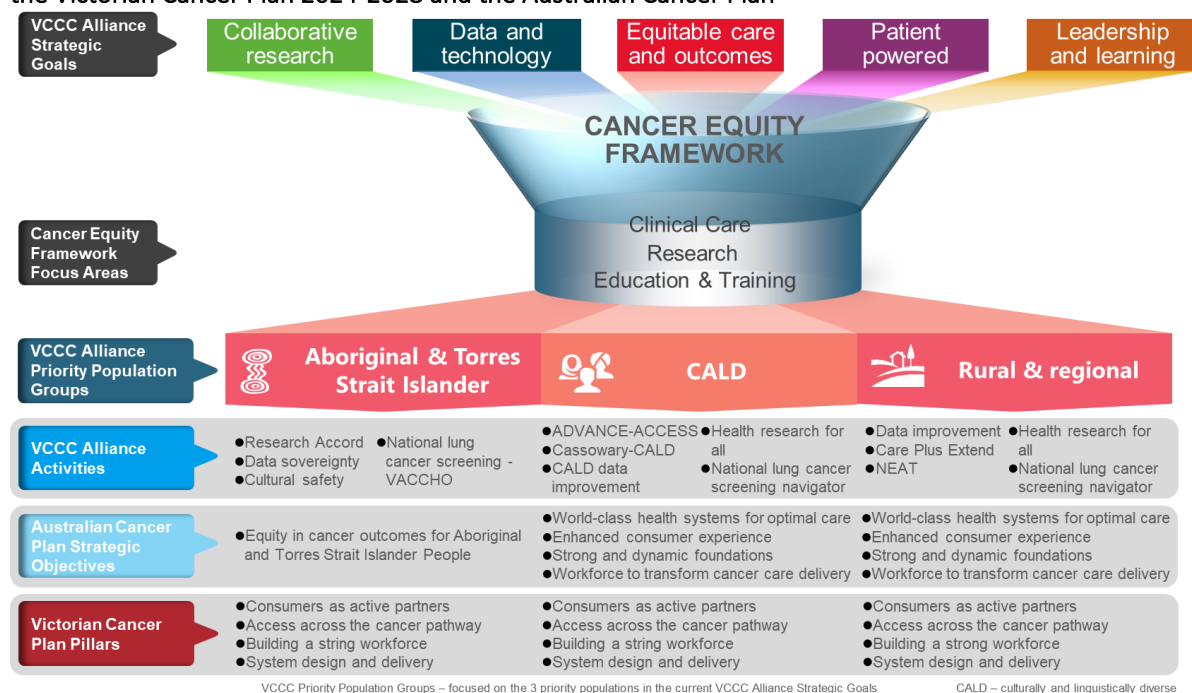 the Victorian Cancer Plan 2024-2028 and the Australian Cancer Plan
VCCC Alliance
Strategic
Goals
Collaborative
research
Data and
technology
Equitable care
and outcomes
Patient
powered
Leadership
and learning
CANCER EQUITY
FRAMEWORK
Cancer Equity
Framework
Focus Areas
Clinical Care
Research
Education & Training
VCCC Alliance
Priority Population
Groups
Aboriginal & Torres
Strait Islander
CALD
Rural & regional
VCCC Alliance
Activities
●Research Accord
●Data sovereignty
●Cultural safety
●National lung
cancer screening -
VACCHO
●ADVANCE-ACCESS
●Cassowary-CALD
●CALD data
improvement
●Health research for
all
●National lung cancer
screening navigator
●Data improvement
●Care Plus Extend
●NEAT
●Health research for
all
●National lung cancer
screening navigator
Australian Cancer
Plan Strategic
Objectives
●Equity in cancer outcomes for Aboriginal
and Torres Strait Islander People
●World-class health systems for optimal care
●Enhanced consumer experience
●Strong and dynamic foundations
●Workforce to transform cancer care delivery
●World-class health systems for optimal care
●Enhanced consumer experience
●Strong and dynamic foundations
●Workforce to transform cancer care delivery
Victorian Cancer
Plan Pillars
●Consumers as active partners
●Access across the cancer pathway
●Building a string workforce
●System design and delivery
●Consumers as active partners
●Access across the cancer pathway
●Building a string workforce
●System design and delivery
●Consumers as active partners
●Access across the cancer pathway
●Building a strong workforce
●System design and delivery
VCCC Priority Population Groups – focused on the 3 priority populations in the current VCCC Alliance Strategic Goals
CALD – culturally and linguistically diverse